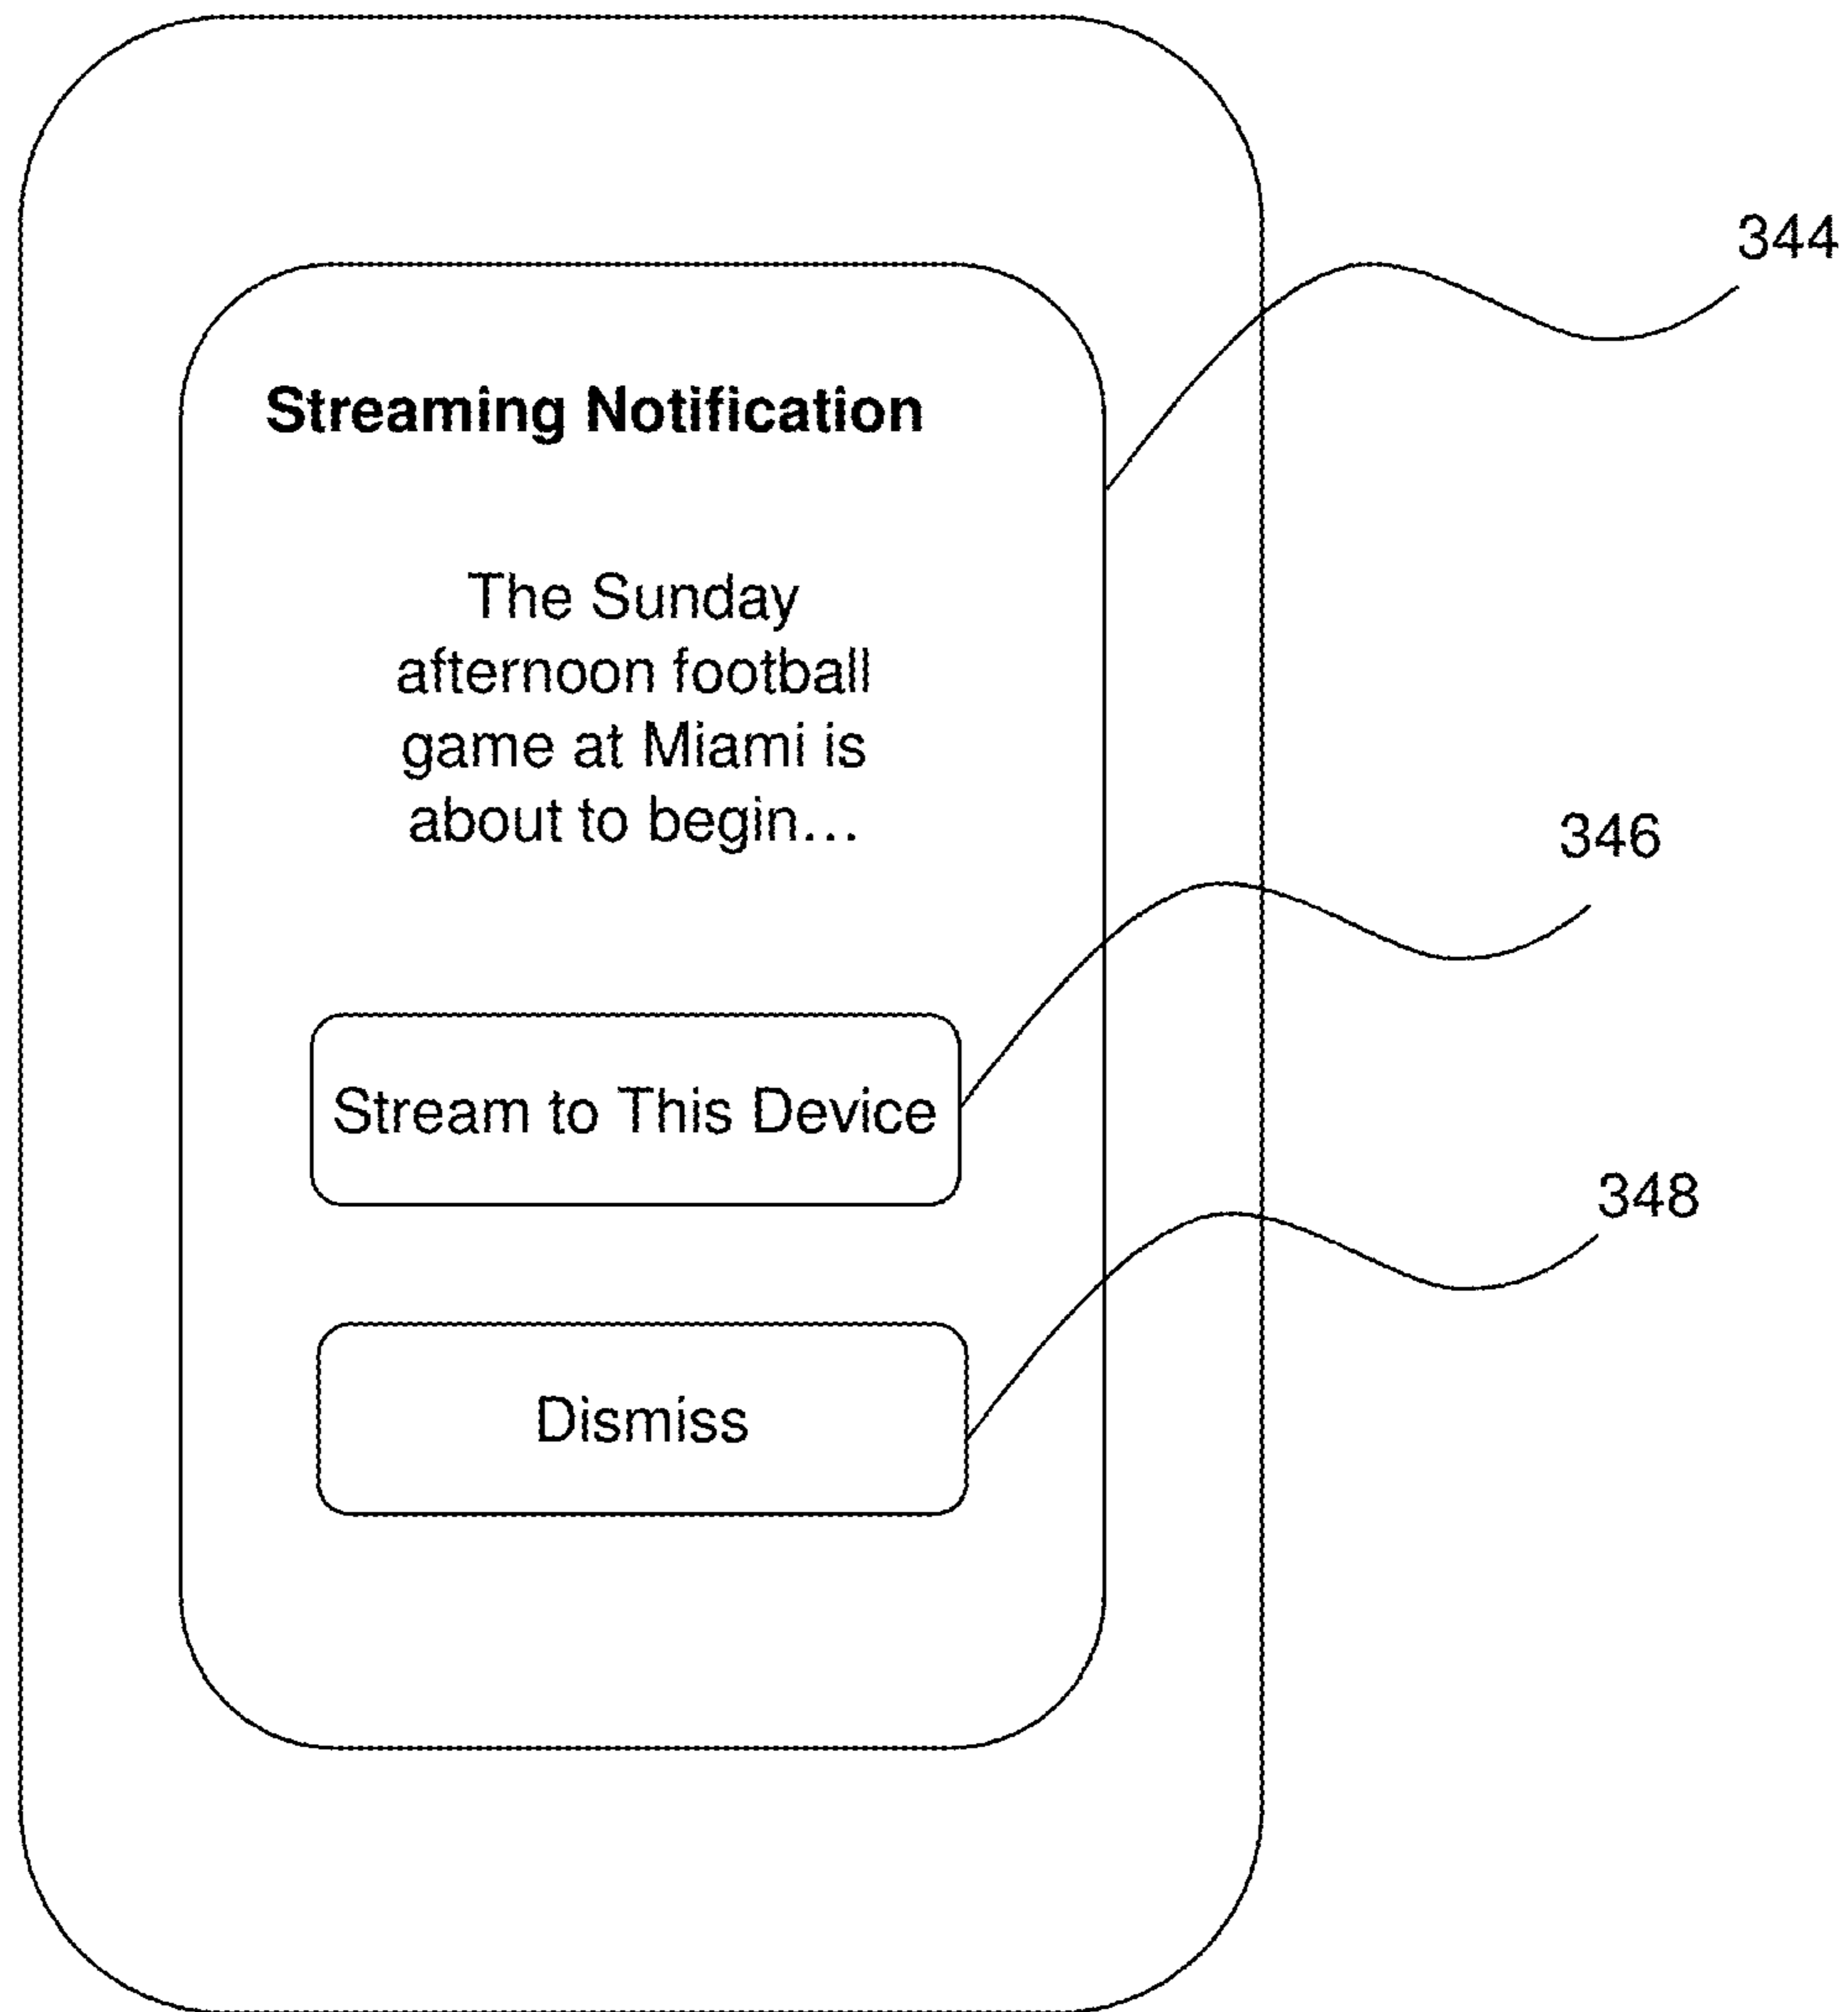 344
Streaming Notification
The Sunday
afternoon football
game at Miami is
about to begin...
346
Stream to This Device
348
Dismiss